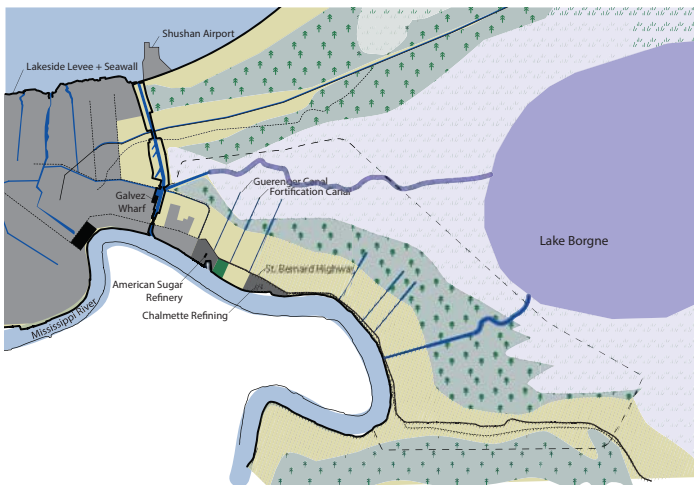 Shushan Airport
Lakeside Levee + Seawall
Guerenger Canal
Fortification Canal
Galvez
Wharf
Lake Borgne
St. Bernard Highway
American Sugar
Refinery
Chalmette Refining
Mississippi River